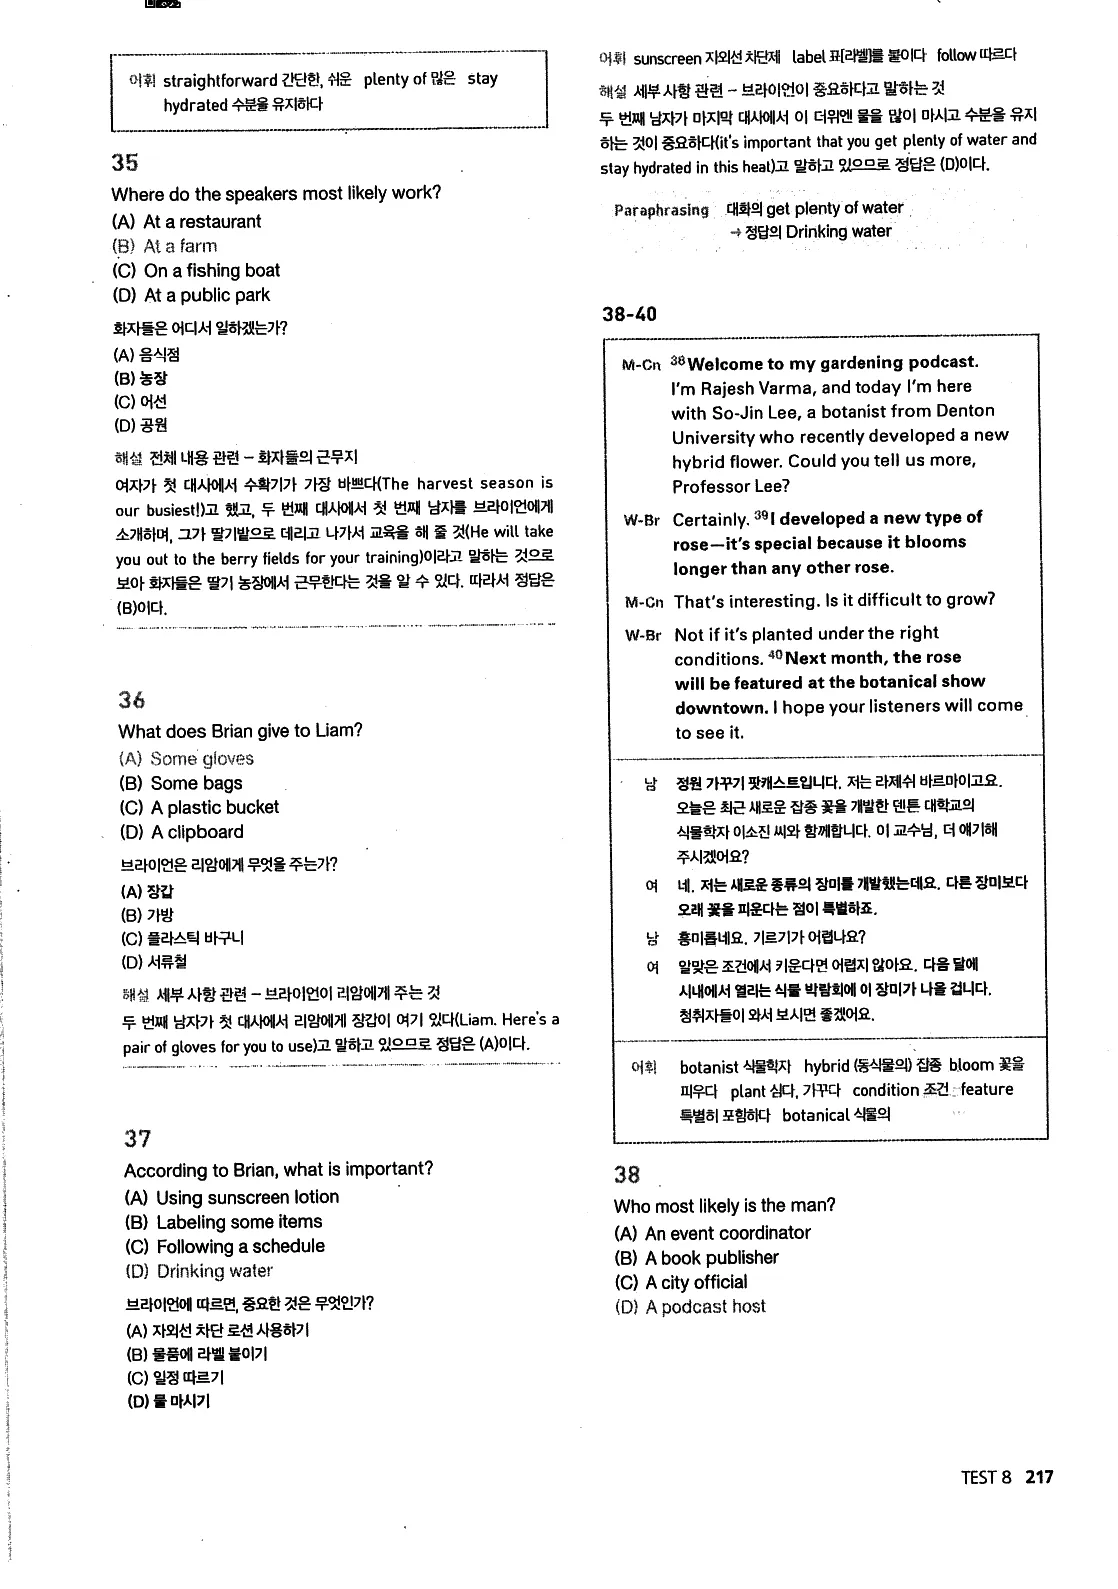 어휘 straightforward 간단한, 쉬운 plenty of 많은 stay
hydrated 수분을 유지하다
35
Where do the speakers most likely work?
(A) At a restaurant
(B) At a farm
(C) On a fishing boat
(D) At a public park
화자들은 어디서 일하겠는가?
(A) 음식점
(B) 농장
(C) 어선
(D) 공원
해설 전체 내용 관련 – 화자들의 근무지
여자가 첫 대사에서 수확기가 가장 바쁘다(The harvest season is
our busiest!)고 했고, 두 번째 대사에서 첫 번째 남자를 브라이언에게
소개하며, 그가 딸기밭으로 데리고 나가서 교육을 해 줄 것(He will take
you out to the berry fields for your training)이라고 말하는 것으로
보아 화자들은 딸기 농장에서 근무한다는 것을 알 수 있다. 따라서 정답은
(B)이다.
36
What does Brian give to Liam?
(A) Some gloves
(B) Some bags
(C) A plastic bucket
(D) A clipboard
브라이언은 리암에게 무엇을 주는가?
(A) 장갑
(B) 가방
(C) 플라스틱 바구니
(D) 서류철
해설 세부 사항 관련 – 브라이언이 리암에게 주는 것
두 번째 남자가 첫 대사에서 리암에게 장갑이 여기 있다(Liam. Here's a
pair of gloves for you to use)고 말하고 있으므로 정답은 (A)이다.
37
According to Brian, what is important?
(A) Using sunscreen lotion
(B) Labeling some items
(C) Following a schedule
(D) Drinking water
브라이언에 따르면, 중요한 것은 무엇인가?
(A) 자외선 차단 로션 사용하기
(B) 물품에 라벨 붙이기
(C) 일정 따르기
(D) 물 마시기
어휘 sunscreen 자외선 차단제 label 표[라벨]를 붙이다 follow 따르다
해설 세부 사항 관련 – 브라이언이 중요하다고 말하는 것
두 번째 남자가 마지막 대사에서 이 더위엔 물을 많이 마시고 수분을 유지
하는 것이 중요하다(it's important that you get plenty of water and
stay hydrated in this heat)고 말하고 있으므로 정답은 (D)이다.
Paraphrasing 대화의 get plenty of water
→ 정답의 Drinking water
38-40
M-Cn 38Welcome to my gardening podcast.
I'm Rajesh Varma, and today I'm here
with So-Jin Lee, a botanist from Denton
University who recently developed a new
hybrid flower. Could you tell us more,
Professor Lee?
W-Br Certainly. 39I developed a new type of
rose—it's special because it blooms
longer than any other rose.
M-Cn That's interesting. Is it difficult to grow?
W-Br Not if it's planted under the right
conditions. 40Next month, the rose
will be featured at the botanical show
downtown. I hope your listeners will come
to see it.
남 정원 가꾸기 팟캐스트입니다. 저는 라제쉬 바르마이고요.
오늘은 최근 새로운 잡종 꽃을 개발한 덴튼 대학교의
식물학자 이소진 씨와 함께합니다. 이 교수님, 더 얘기해
주시겠어요?
여 네. 저는 새로운 종류의 장미를 개발했는데요. 다른 장미보다
오래 꽃을 피운다는 점이 특별하죠.
남 흥미롭네요. 기르기가 어렵나요?
여 알맞은 조건에서 키운다면 어렵지 않아요. 다음 달에
시내에서 열리는 식물 박람회에 이 장미가 나올 겁니다.
청취자들이 와서 보시면 좋겠어요.
어휘 botanist 식물학자 hybrid (동식물의) 잡종 bloom 꽃을
피우다 plant 심다, 가꾸다 condition 조건 feature
특별히 포함하다 botanical 식물의
38
Who most likely is the man?
(A) An event coordinator
(B) A book publisher
(C) A city official
(D) A podcast host
TEST 8 217